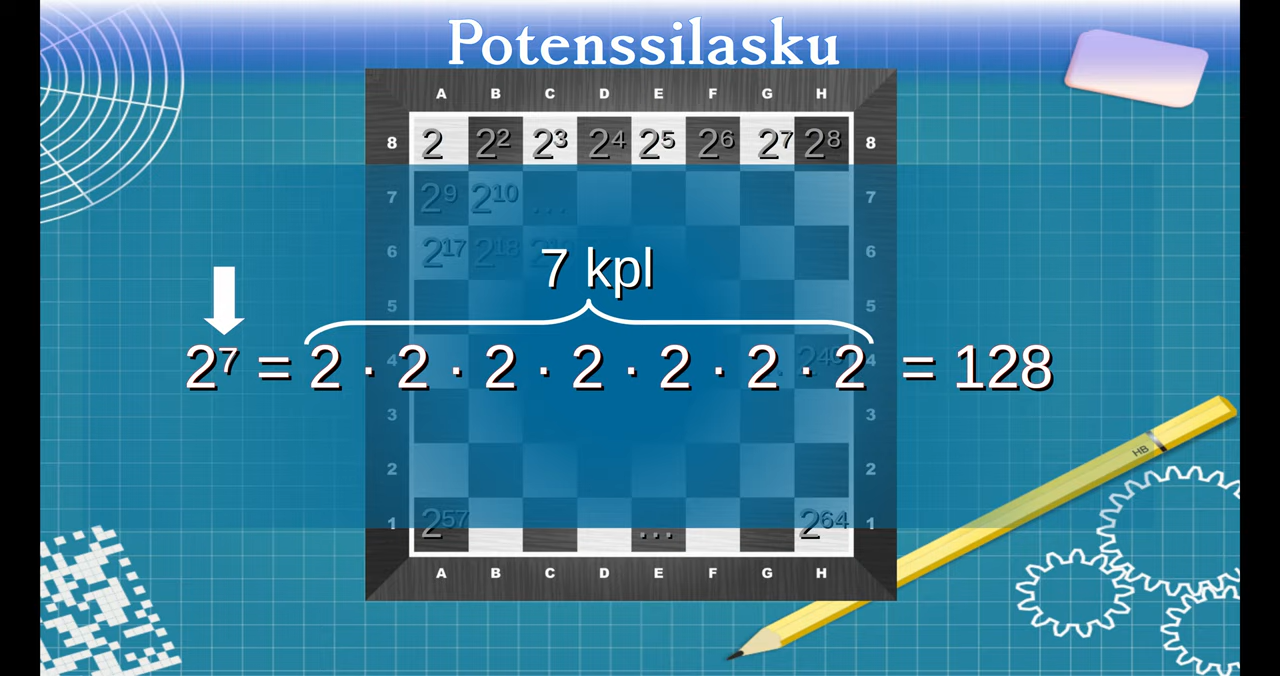 Potenssilasku
A B C D E F G H
8 2 2² 2³ 2⁴ 2⁵ 2⁶ 2⁷ 2⁸ 8
7 2⁹ 2¹⁰ ... 7
6 2¹⁷ 2¹⁸ 6
7 kpl
5 5
2⁷ = 2 · 2 · 2 · 2 · 2 · 2 · 2 = 128
4 4
3 3
2 2
1 2⁵⁷ ... 2⁶⁴ 1
A B C D E F G H
HB